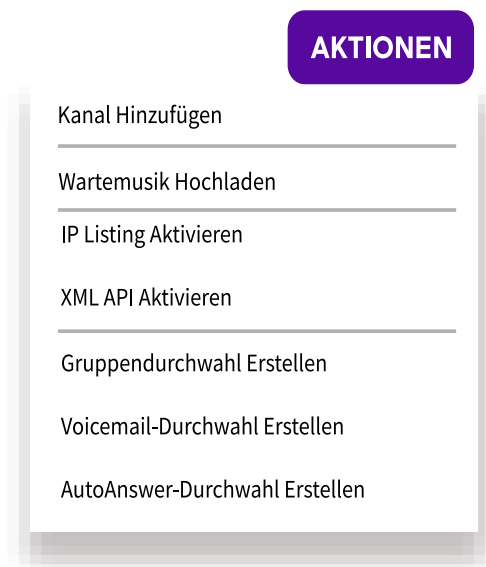 AKTIONEN
Kanal Hinzufügen
Wartemusik Hochladen
IP Listing Aktivieren
XML API Aktivieren
Gruppendurchwahl Erstellen
Voicemail-Durchwahl Erstellen
AutoAnswer-Durchwahl Erstellen